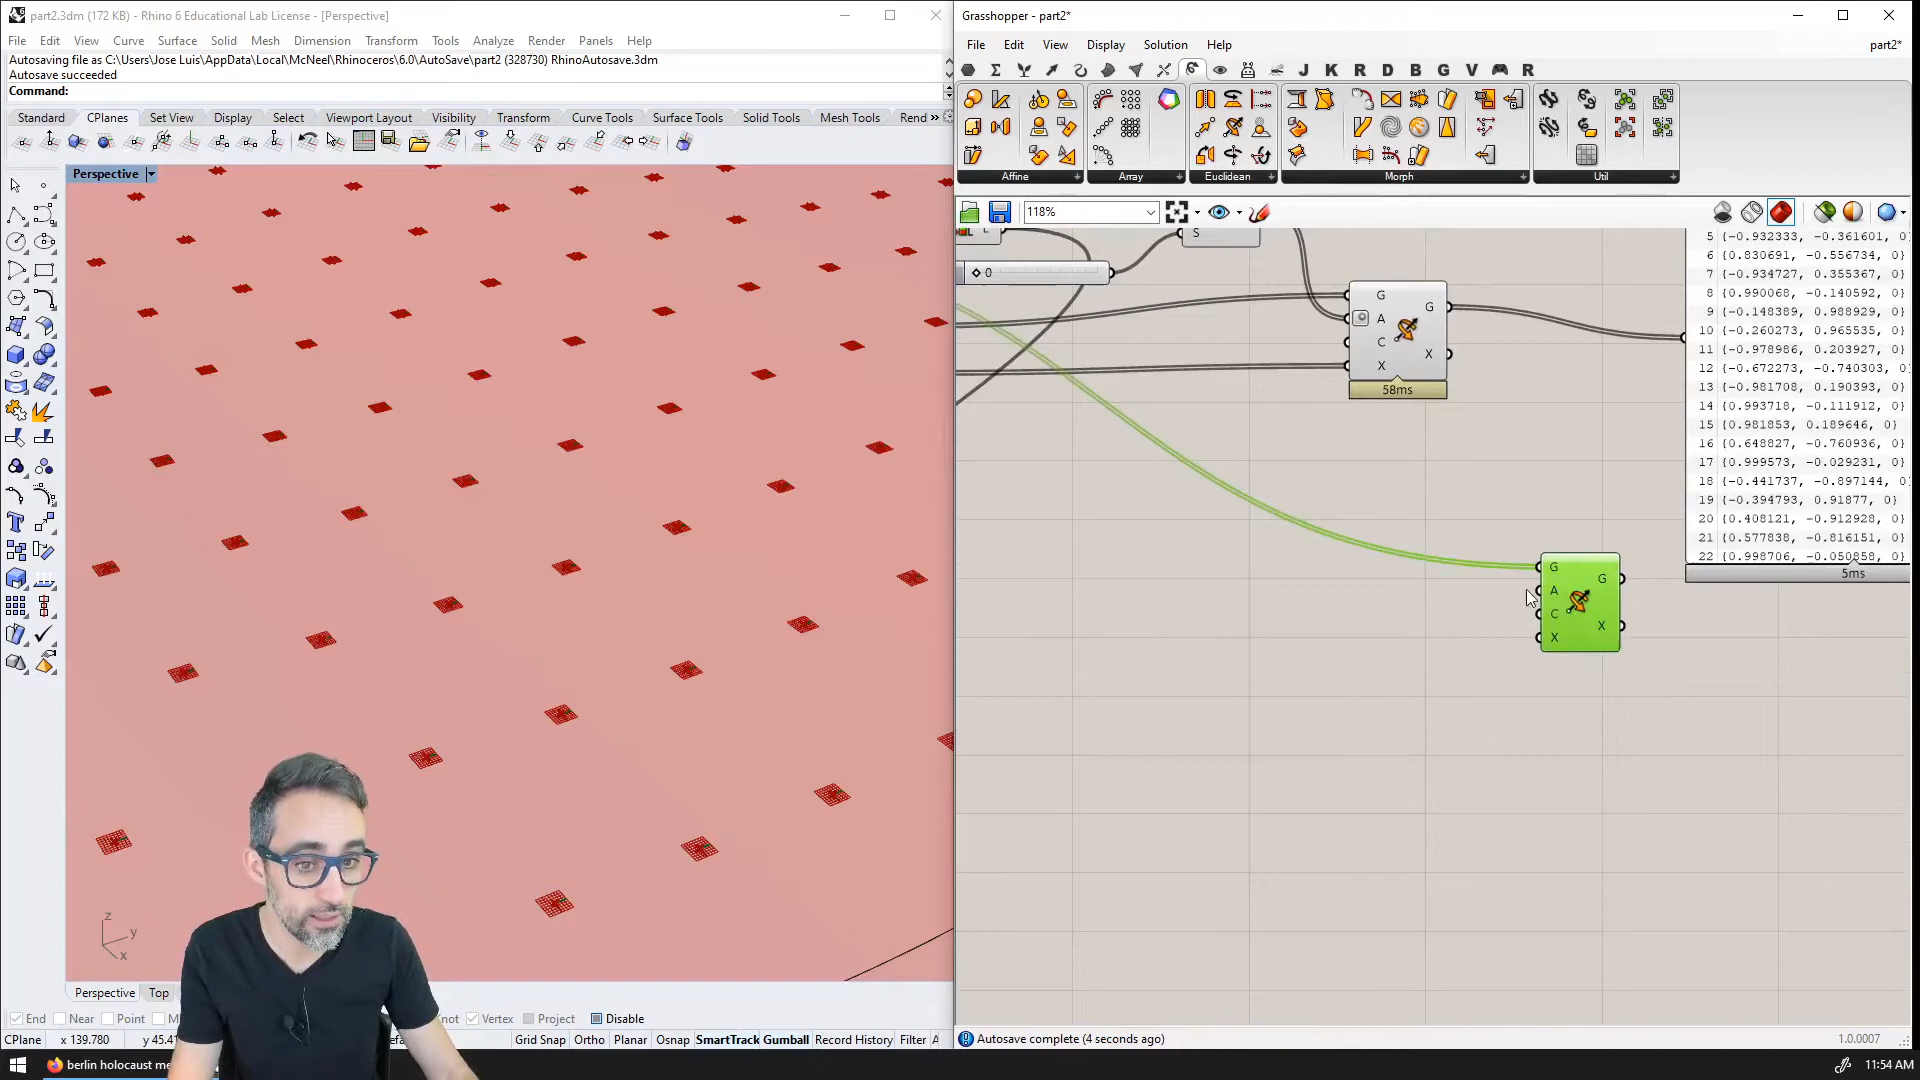 part2.3dm (172 KB) - Rhino 6 Educational Lab License - [Perspective]
File Edit View Curve Surface Solid Mesh Dimension Transform Tools Analyze Render Panels Help
Autosaving file as C:\Users\Jose Luis\AppData\Local\McNeel\Rhinoceros\6.0\AutoSave\part2 (328730) RhinoAutosave.3dm
Autosave succeeded
Command:
Standard CPlanes Set View Display Select Viewport Layout Visibility Transform Curve Tools Surface Tools Solid Tools Mesh Tools Rend »
Perspective
z
y
x
Perspective Top
End Near Point Vertex Project Disable
CPlane x 139.780 Grid Snap Ortho Planar Osnap SmartTrack Gumball Record History Filter
berlin holocaust me
Grasshopper - part2*
File Edit View Display Solution Help part2*
J K R D B G V R
Affine Array Euclidean Morph Util
118%
S
0
G
A
C
X
G
X
58ms
G
A
C
X
G
X
5 {-0.932333, -0.361601, 0}
6 {0.830691, -0.556734, 0}
7 {-0.934727, 0.355367, 0}
8 {0.990068, -0.140592, 0}
9 {-0.148389, 0.988929, 0}
10 {-0.260273, 0.965535, 0}
11 {-0.978986, 0.203927, 0}
12 {-0.672273, -0.740303, 0}
13 {-0.981708, 0.190393, 0}
14 {0.993718, -0.111912, 0}
15 {0.981853, 0.189646, 0}
16 {0.648827, -0.760936, 0}
17 {0.999573, -0.029231, 0}
18 {-0.441737, -0.897144, 0}
19 {-0.394793, 0.91877, 0}
20 {0.408121, -0.912928, 0}
21 {0.577838, -0.816151, 0}
22 {0.998706, -0.050858, 0}
5ms
Autosave complete (4 seconds ago) 1.0.0007
11:54 AM